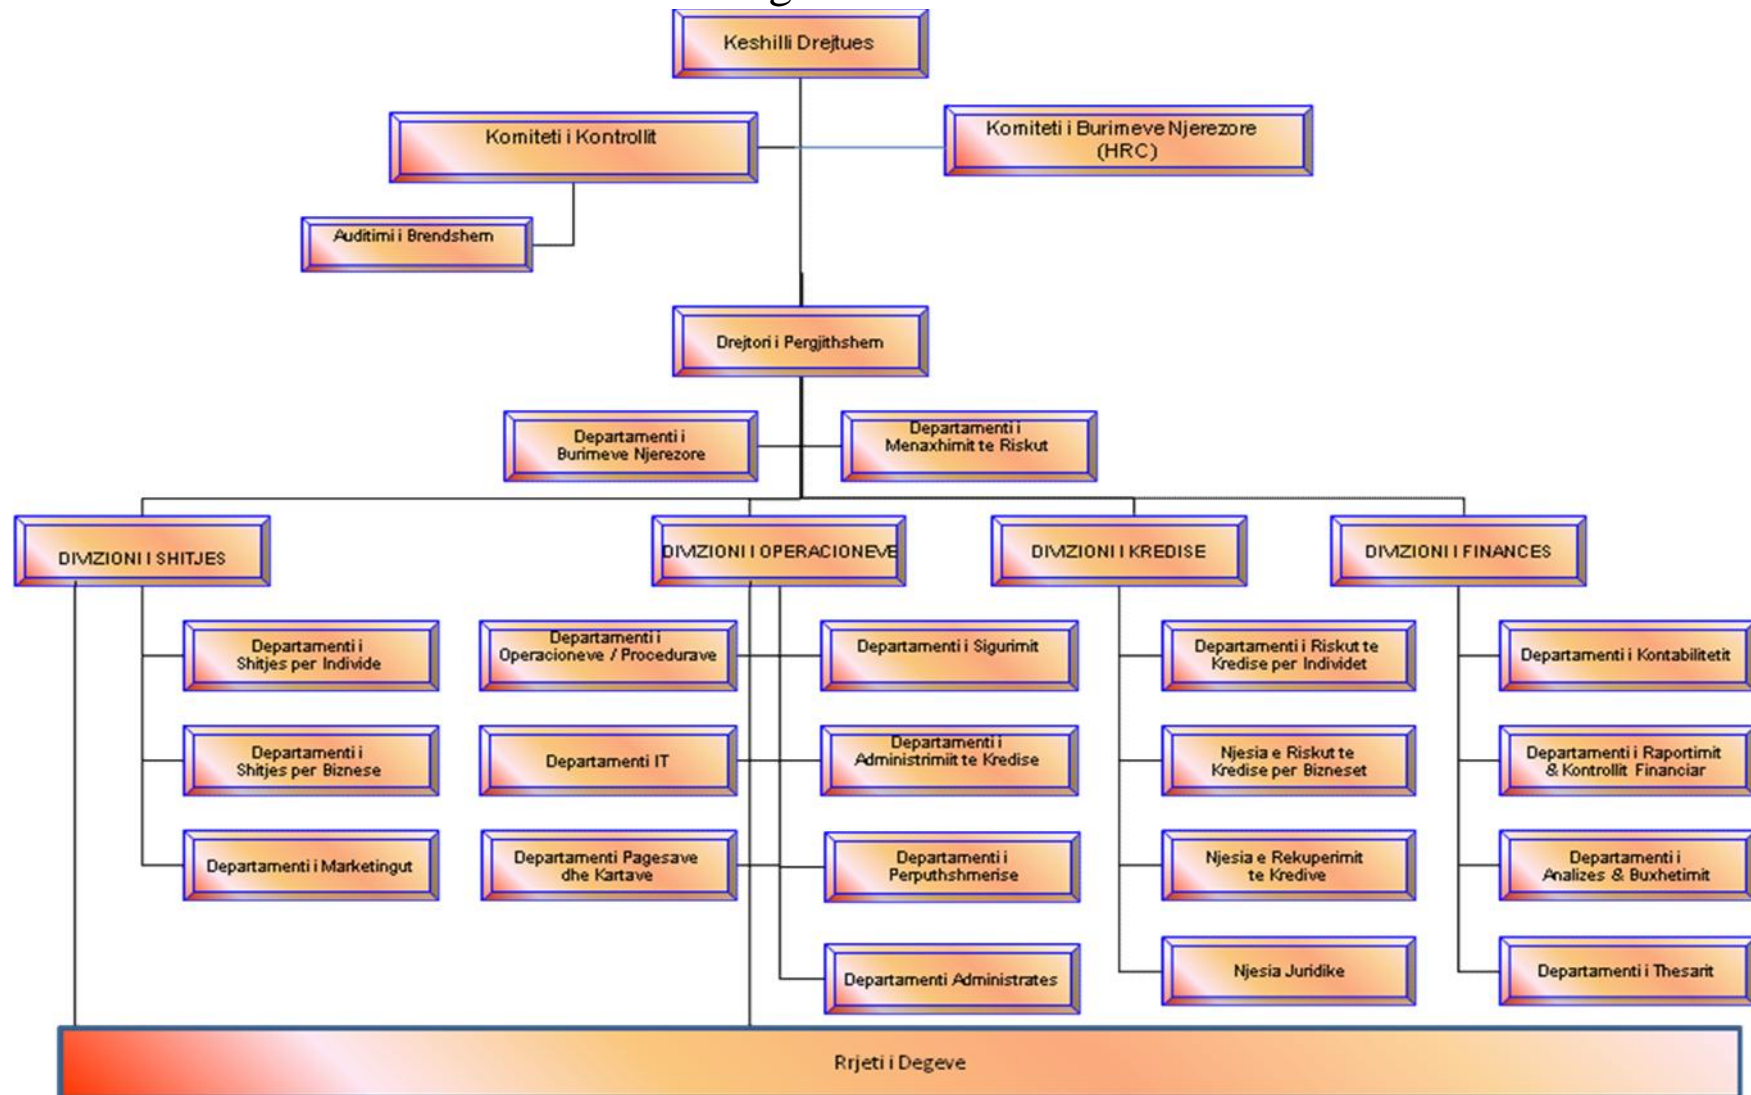 Keshilli Drejtues
Komiteti i Kontrollit
Komiteti i Burimeve Njerezore
(HRC)
Auditimi i Brendshem
Drejtori i Pergjithshem
Departamenti i
Burimeve Njerezore
Departamenti i
Menaxhimit te Riskut
DIVIZIONI I SHITJES
DIVIZIONI I OPERACIONEVE
DIVIZIONI I KREDISE
DIVIZIONI I FINANCES
Departamenti i
Shitjes per Individe
Departamenti i
Operacioneve / Procedurave
Departamenti i Sigurimit
Departamenti i Riskut te
Kredise per Individet
Departamenti i Kontabilitetit
Departamenti i
Shitjes per Biznese
Departamenti IT
Departamenti i
Administrimiit te Kredise
Njesia e Riskut te
Kredise per Bizneset
Departamenti i Raportimit
& Kontrollit Financiar
Departamenti i Marketingut
Departamenti Pagesave
dhe Kartave
Departamenti i
Perputhshmerise
Njesia e Rekuperimit
te Kredive
Departamenti i
Analizes & Buxhetimit
Departamenti Administrates
Njesia Juridike
Departamenti i Thesarit
Rrjeti i Degeve